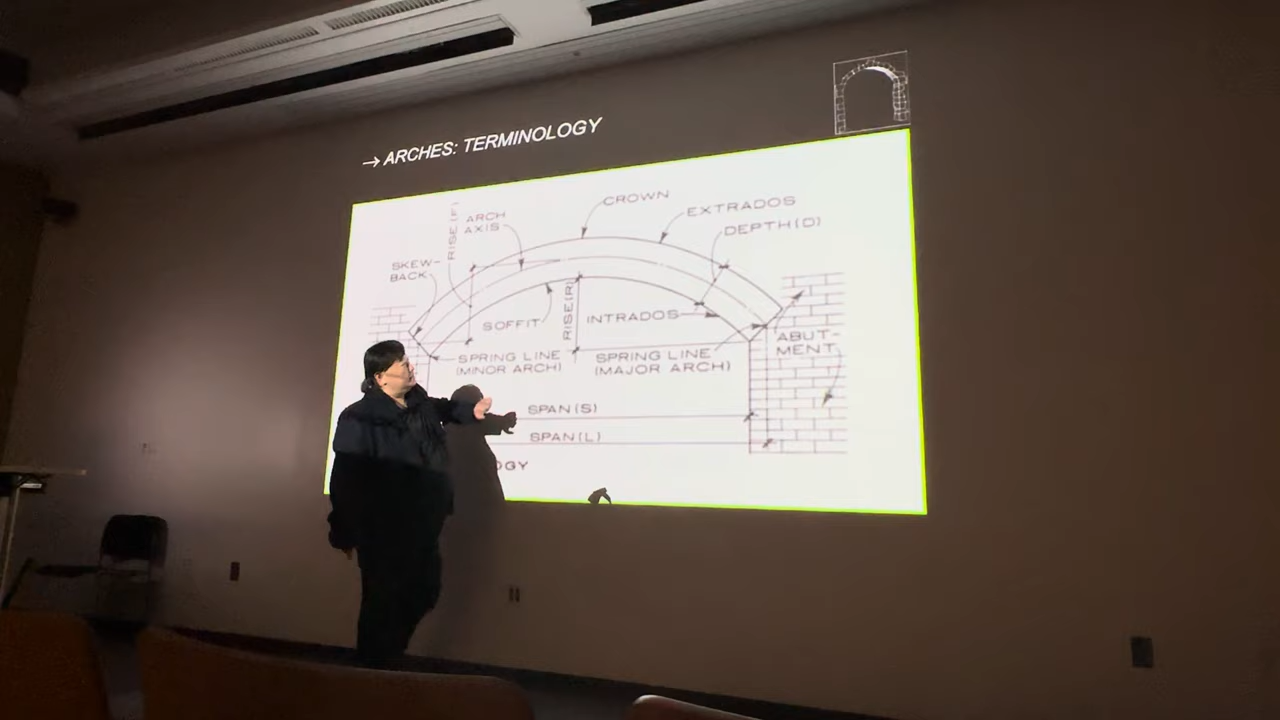 → ARCHES: TERMINOLOGY
CROWN
EXTRADOS
DEPTH(D)
ARCH
AXIS
RISE(F)
SKEW-
BACK
SOFFIT
RISE(R)
INTRADOS
SPRING LINE
(MINOR ARCH)
SPRING LINE
(MAJOR ARCH)
ABUT-
MENT
SPAN(S)
SPAN(L)
OGY